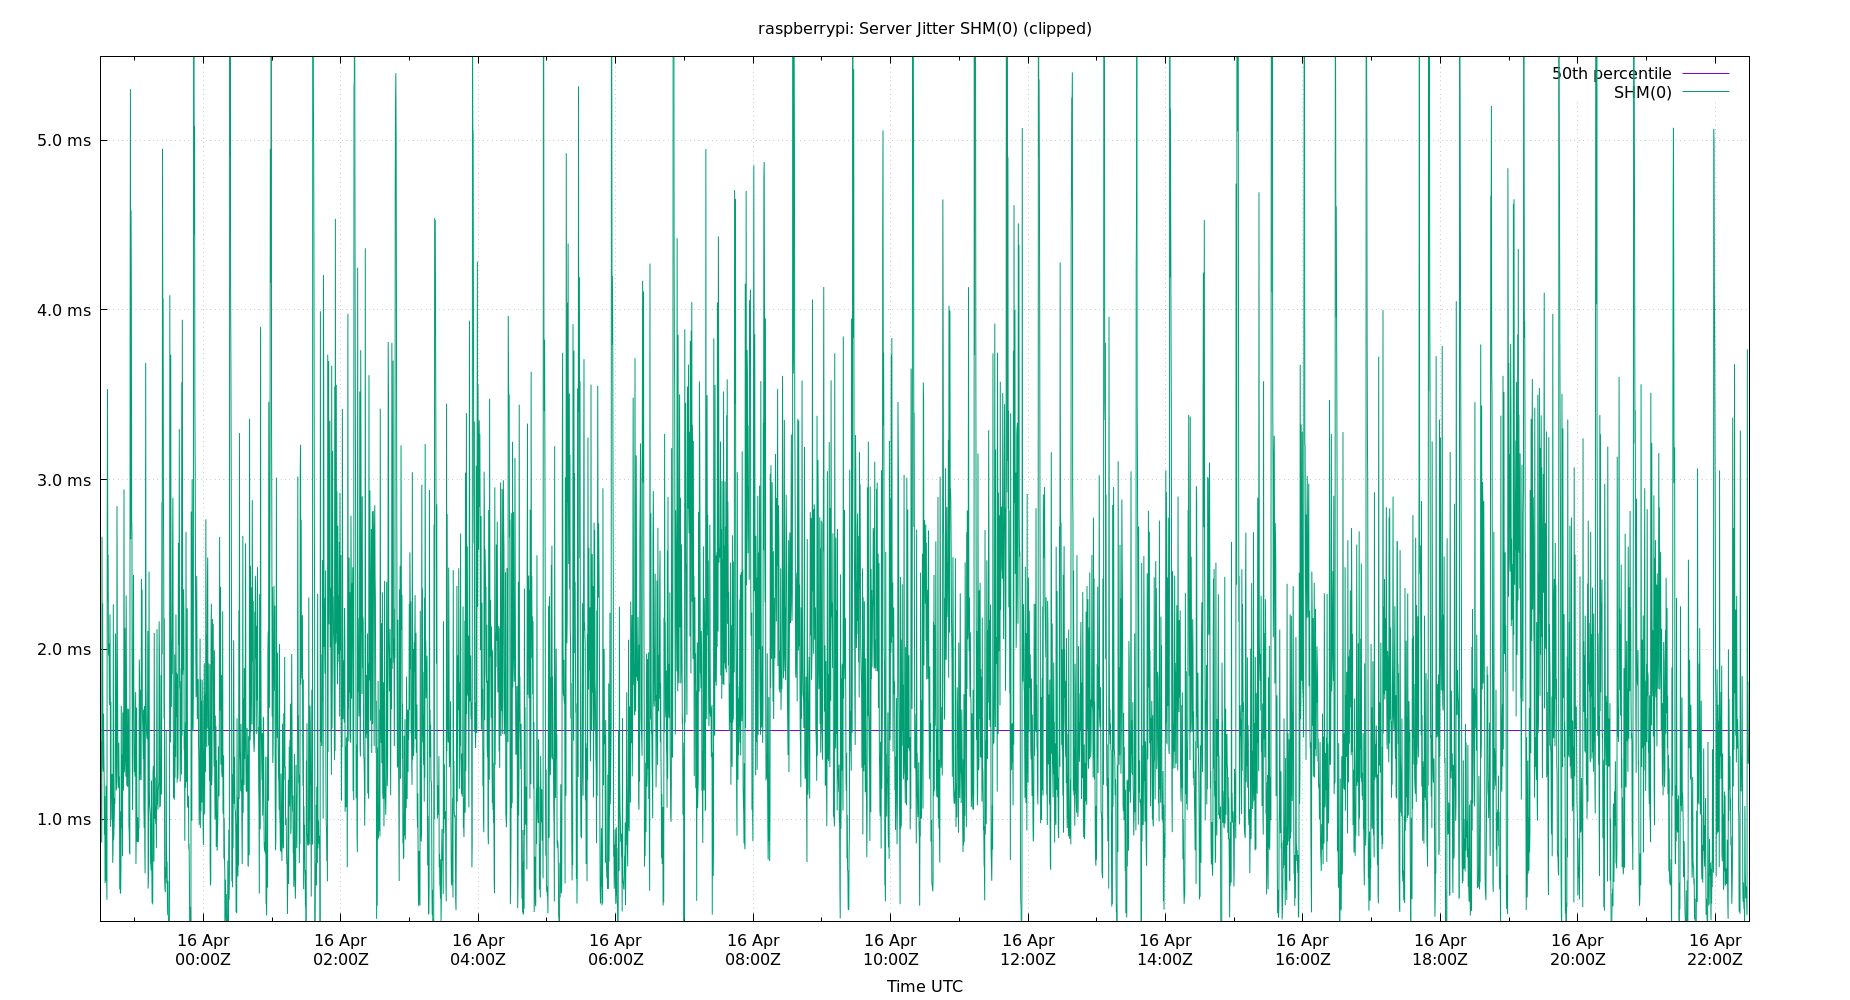 raspberrypi: Server Jitter SHM(0) (clipped)
50th percentile
SHM(0)
5.0 ms
4.0 ms
3.0 ms
2.0 ms
1.0 ms
16 Apr 16 Apr 16 Apr 16 Apr 16 Apr 16 Apr 16 Apr 16 Apr 16 Apr 16 Apr 16 Apr 16 Apr
00:00Z 02:00Z 04:00Z 06:00Z 08:00Z 10:00Z 12:00Z 14:00Z 16:00Z 18:00Z 20:00Z 22:00Z
Time UTC